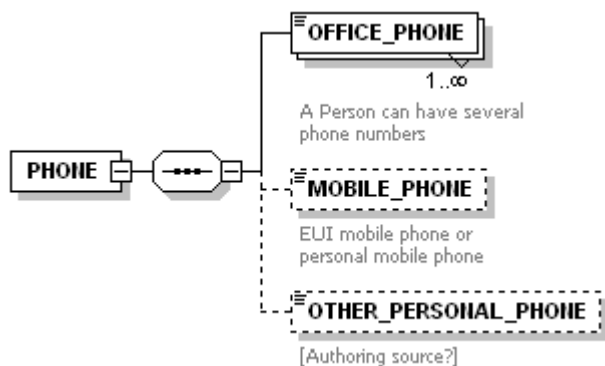 OFFICE_PHONE
1..∞
A Person can have several
phone numbers
PHONE
MOBILE_PHONE
EUI mobile phone or
personal mobile phone
OTHER_PERSONAL_PHONE
[Authoring source?]